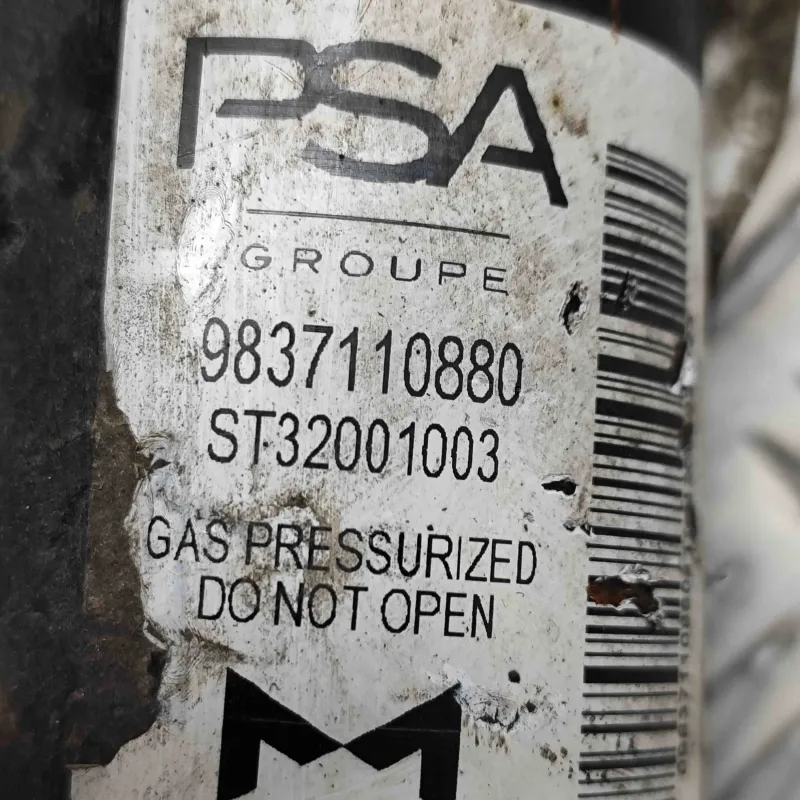 PSA
GROUPE
9837110880
ST32001003
GAS PRESSURIZED
DO NOT OPEN